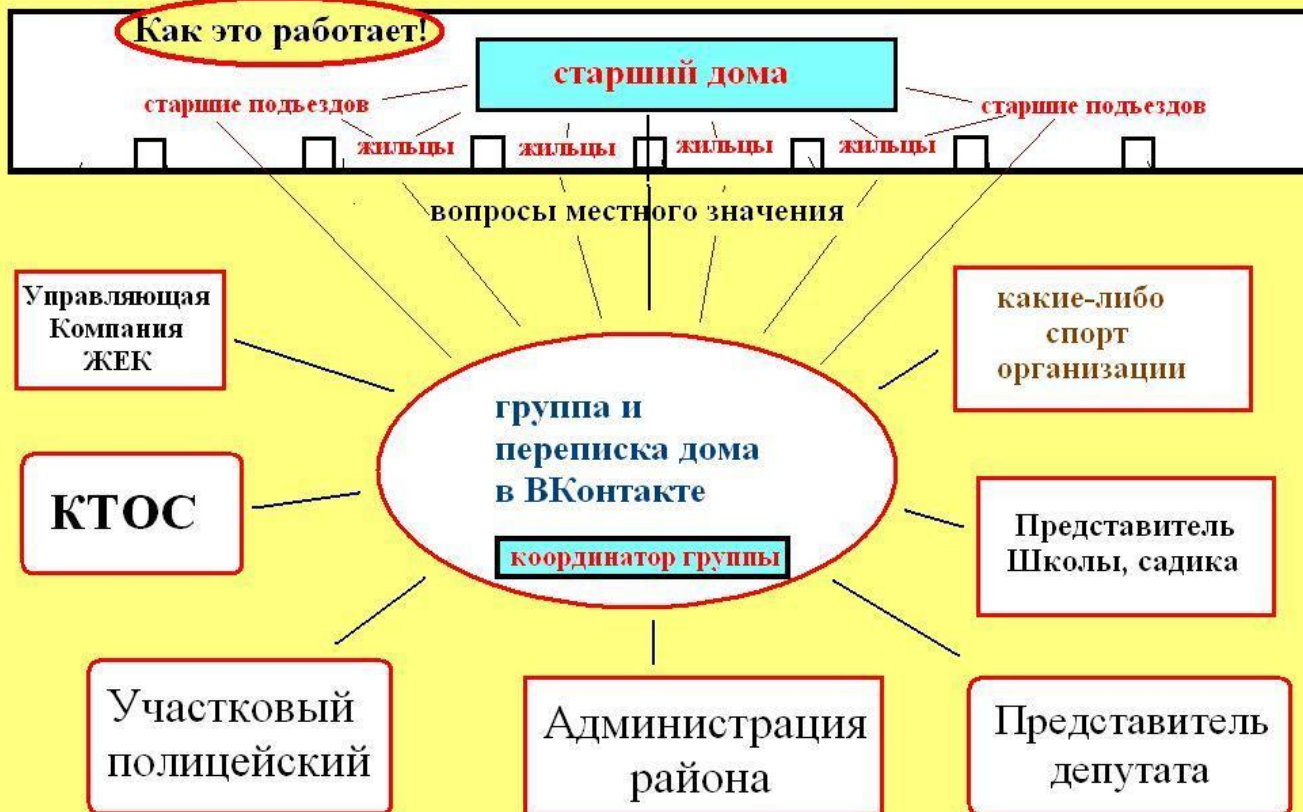 Как это работает!
старший дома
старшие подъездов
старшие подъездов
жильцы
жильцы
жильцы
жильцы
вопросы местного значения
Управляющая
Компания
ЖЕК
какие-либо
спорт
организации
группа и
переписка дома
в ВКонтакте
координатор группы
КТОС
Представитель
Школы, садика
Участковый
полицейский
Администрация
района
Представитель
депутата